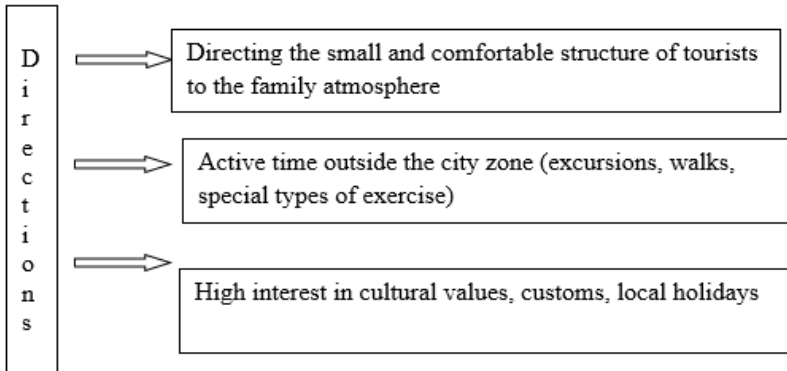 Directions
Directing the small and comfortable structure of tourists
to the family atmosphere
Active time outside the city zone (excursions, walks,
special types of exercise)
High interest in cultural values, customs, local holidays